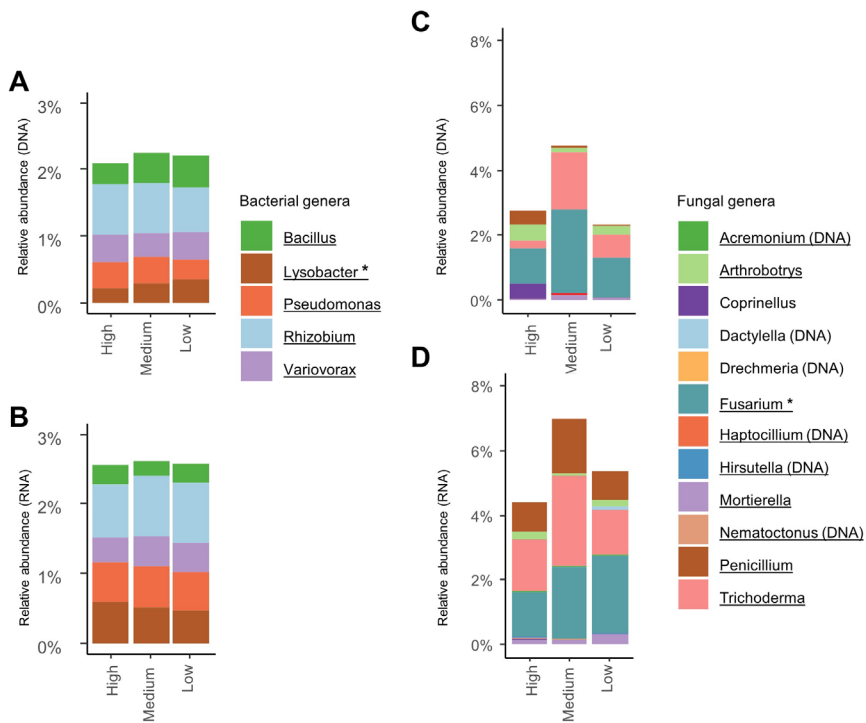 A
Relative abundance (DNA)
3%
2%
1%
0%
High
Medium
Low
Bacterial genera
Bacillus
Lysobacter *
Pseudomonas
Rhizobium
Variovorax
B
Relative abundance (RNA)
3%
2%
1%
0%
High
Medium
Low
C
Relative abundance (DNA)
8%
6%
4%
2%
0%
High
Medium
Low
D
Relative abundance (RNA)
8%
6%
4%
2%
0%
High
Medium
Low
Fungal genera
Acremonium (DNA)
Arthrobotrys
Coprinellus
Dactylella (DNA)
Drechmeria (DNA)
Fusarium *
Haptocillium (DNA)
Hirsutella (DNA)
Mortierella
Nematoctonus (DNA)
Penicillium
Trichoderma